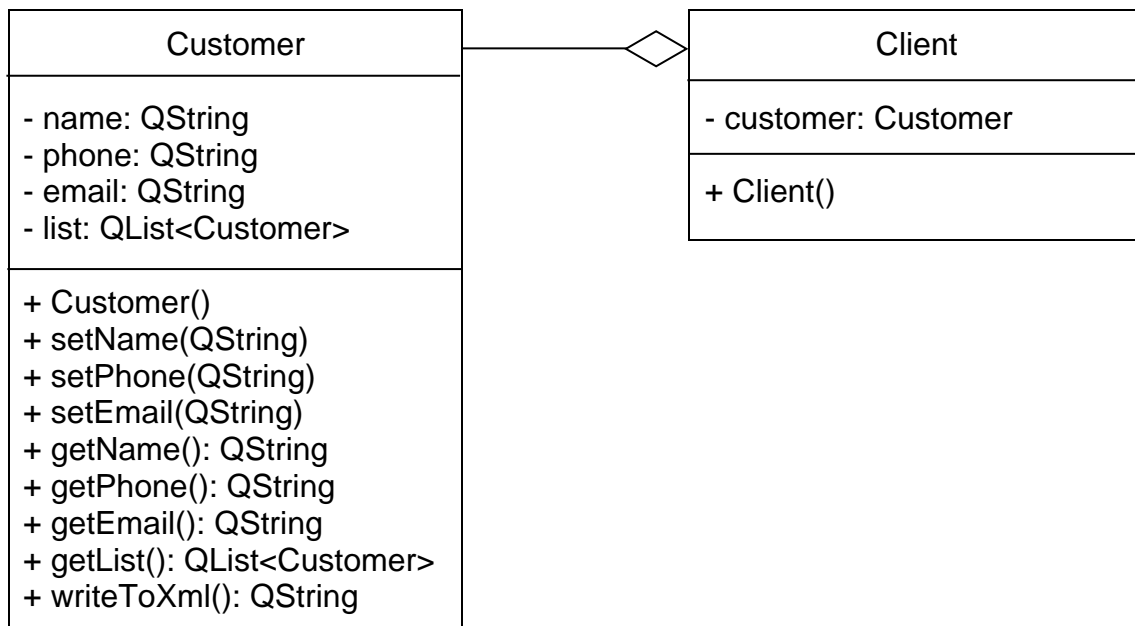 Customer
- name: QString
- phone: QString
- email: QString
- list: QList<Customer>
+ Customer()
+ setName(QString)
+ setPhone(QString)
+ setEmail(QString)
+ getName(): QString
+ getPhone(): QString
+ getEmail(): QString
+ getList(): QList<Customer>
+ writeToXml(): QString
Client
- customer: Customer
+ Client()